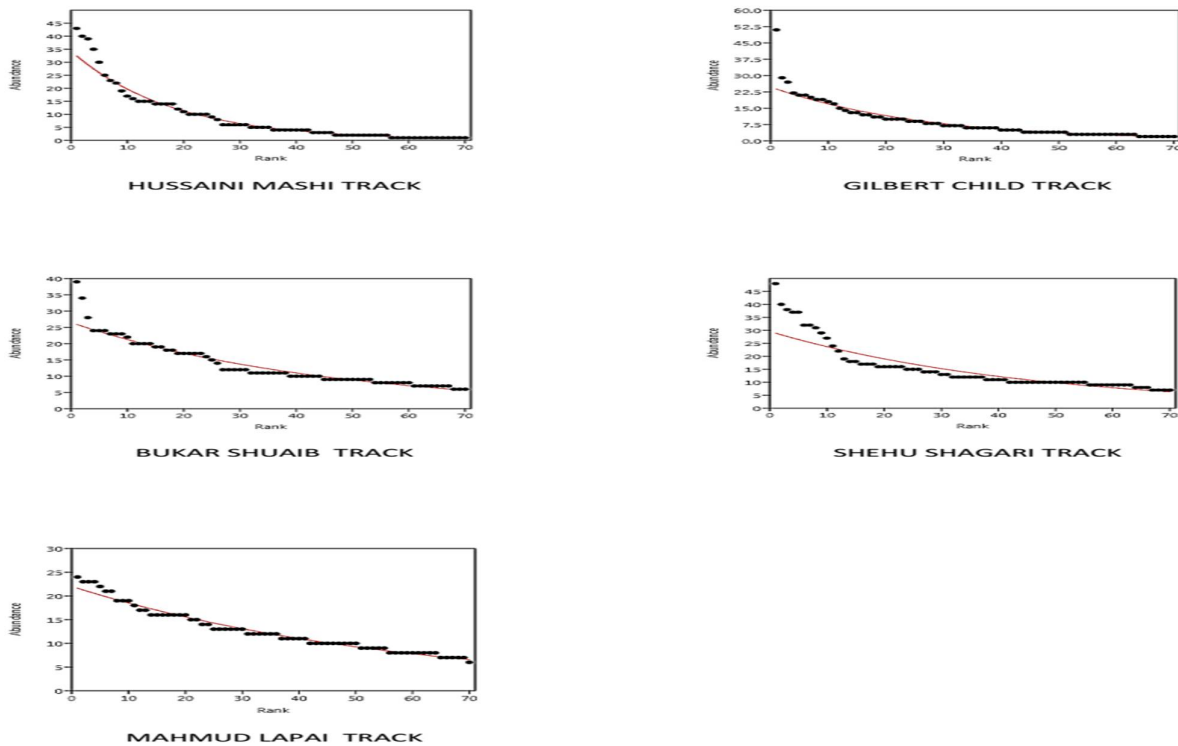 45
40
35
30
25
20
15
10
5
0
Abundance
0 10 20 30 40 50 60 70
Rank
HUSSAINI MASHI TRACK
60.0
52.5
45.0
37.5
30.0
22.5
15.0
7.5
0.0
Abundance
0 10 20 30 40 50 60 70
Rank
GILBERT CHILD TRACK
40
35
30
25
20
15
10
5
0
Abundance
0 10 20 30 40 50 60 70
Rank
BUKAR SHUAIB TRACK
45
40
35
30
25
20
15
10
5
0
Abundance
0 10 20 30 40 50 60 70
Rank
SHEHU SHAGARI TRACK
30
25
20
15
10
5
0
Abundance
0 10 20 30 40 50 60 70
Rank
MAHMUD LAPAI TRACK